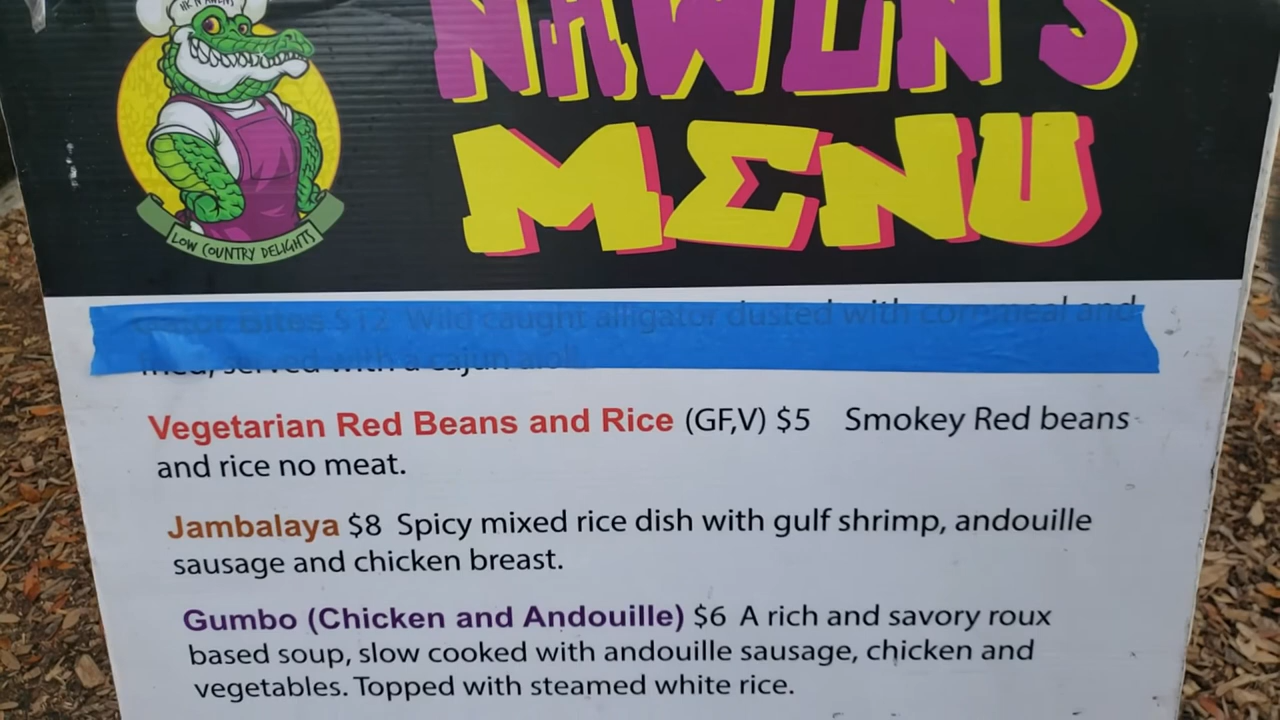 NAWLN'S
MENU
LOW COUNTRY DELIGHTS
Gator Bites $12 Wild caught alligator dusted with cornmeal and
fried, served with a cajun aioli
Vegetarian Red Beans and Rice (GF,V) $5 Smokey Red beans
and rice no meat.
Jambalaya $8 Spicy mixed rice dish with gulf shrimp, andouille
sausage and chicken breast.
Gumbo (Chicken and Andouille) $6 A rich and savory roux
based soup, slow cooked with andouille sausage, chicken and
vegetables. Topped with steamed white rice.